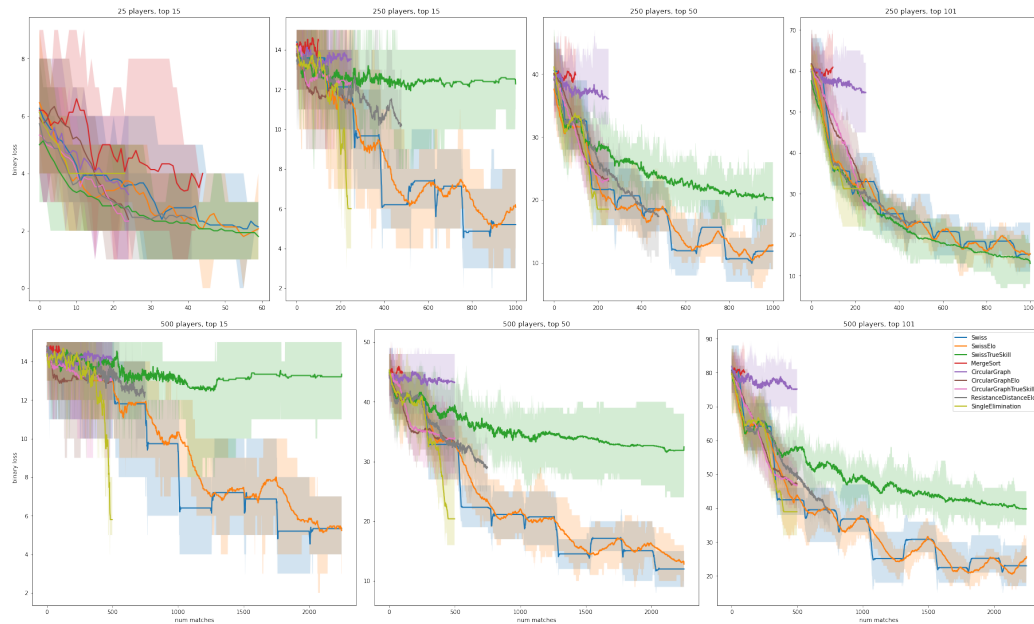 25 players, top 15
250 players, top 15
250 players, top 50
250 players, top 101
binary loss
8
6
4
2
0
0 10 20 30 40 50 60
14
12
10
8
6
4
2
0 200 400 600 800 1000
40
30
20
10
0 200 400 600 800 1000
70
60
50
40
30
20
10
0 200 400 600 800 1000
500 players, top 15
500 players, top 50
500 players, top 101
binary loss
14
12
10
8
6
4
2
0 500 1000 1500 2000
num matches
50
40
30
20
10
0 500 1000 1500 2000
num matches
90
80
70
60
50
40
30
20
0 500 1000 1500 2000
num matches
Swiss
SwissElo
SwissTrueSkill
MergeSort
CircularGraph
CircularGraphElo
CircularGraphTrueSkill
ResistanceDistanceElo
SingleElimination